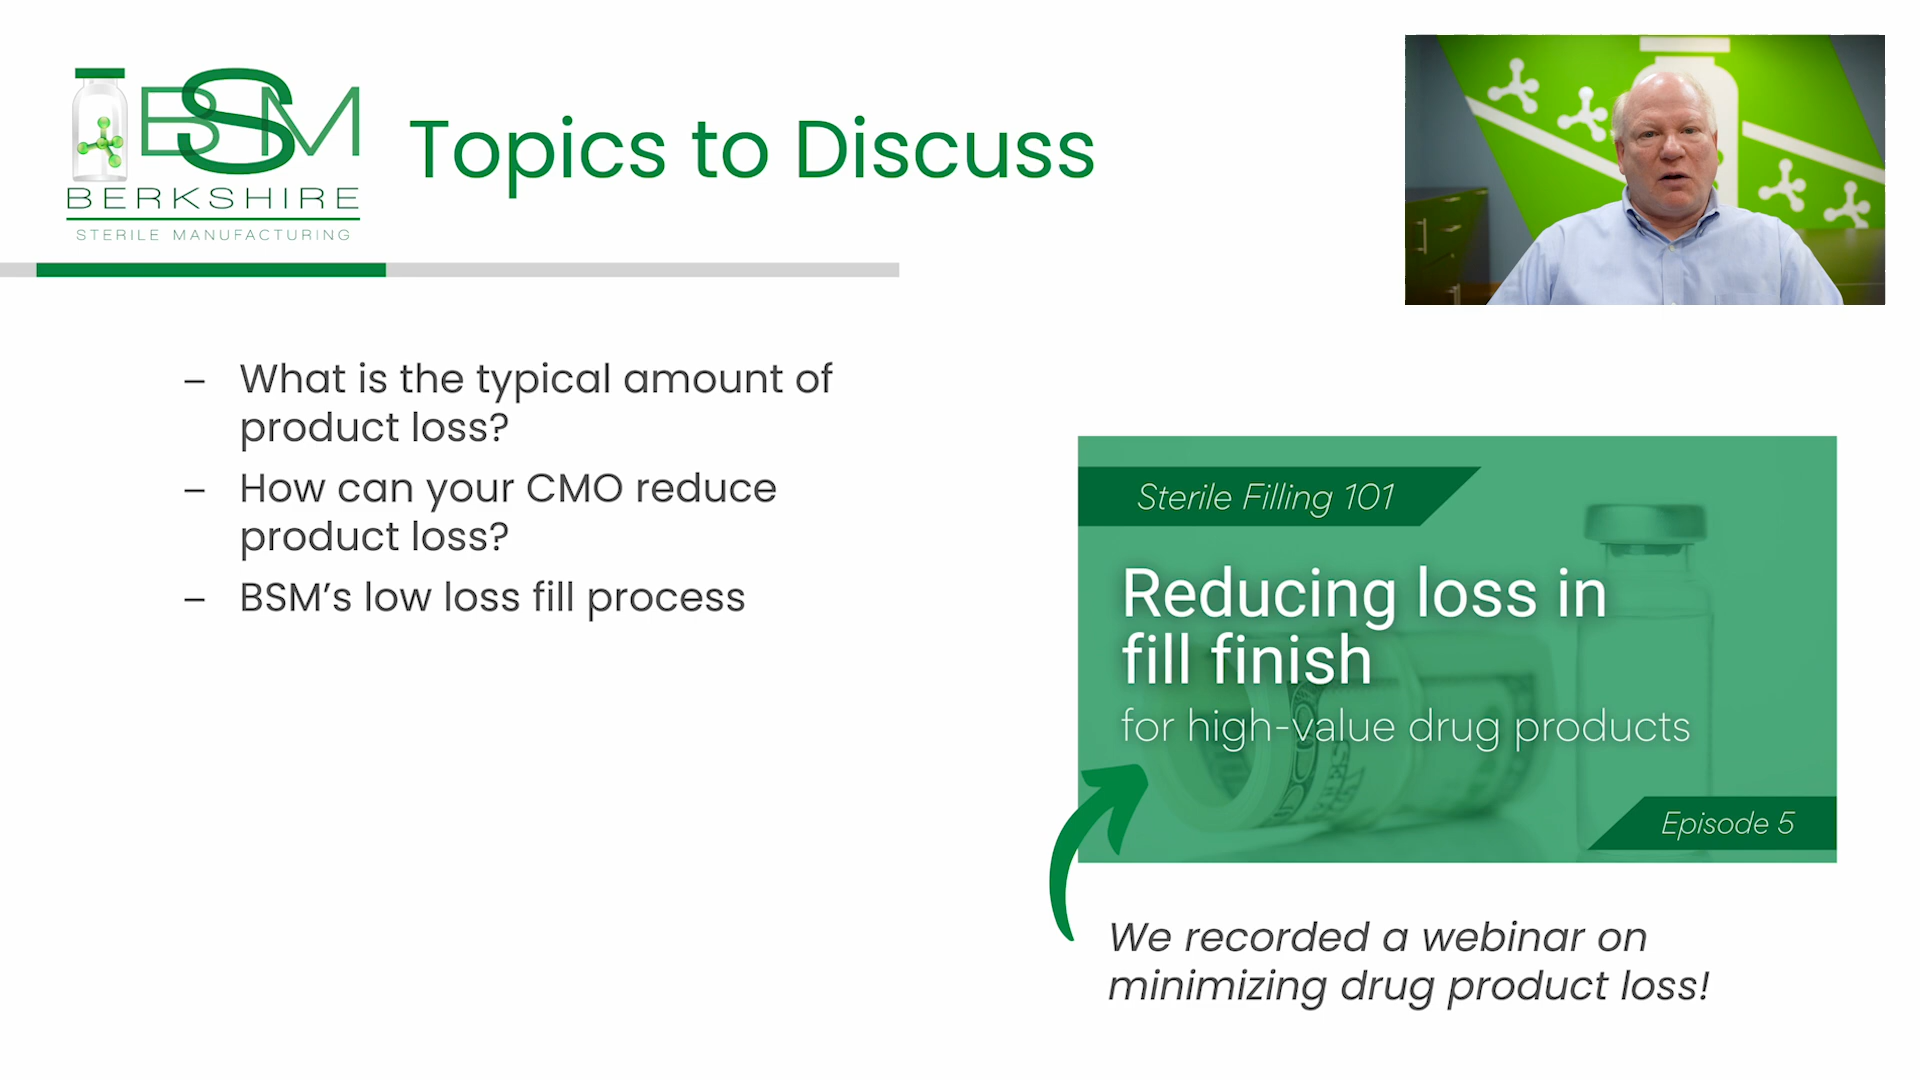 BSM
BERKSHIRE
STERILE MANUFACTURING
Topics to Discuss
– What is the typical amount of
product loss?
– How can your CMO reduce
product loss?
– BSM’s low loss fill process
Sterile Filling 101
Reducing loss in
fill finish
for high-value drug products
Episode 5
We recorded a webinar on
minimizing drug product loss!